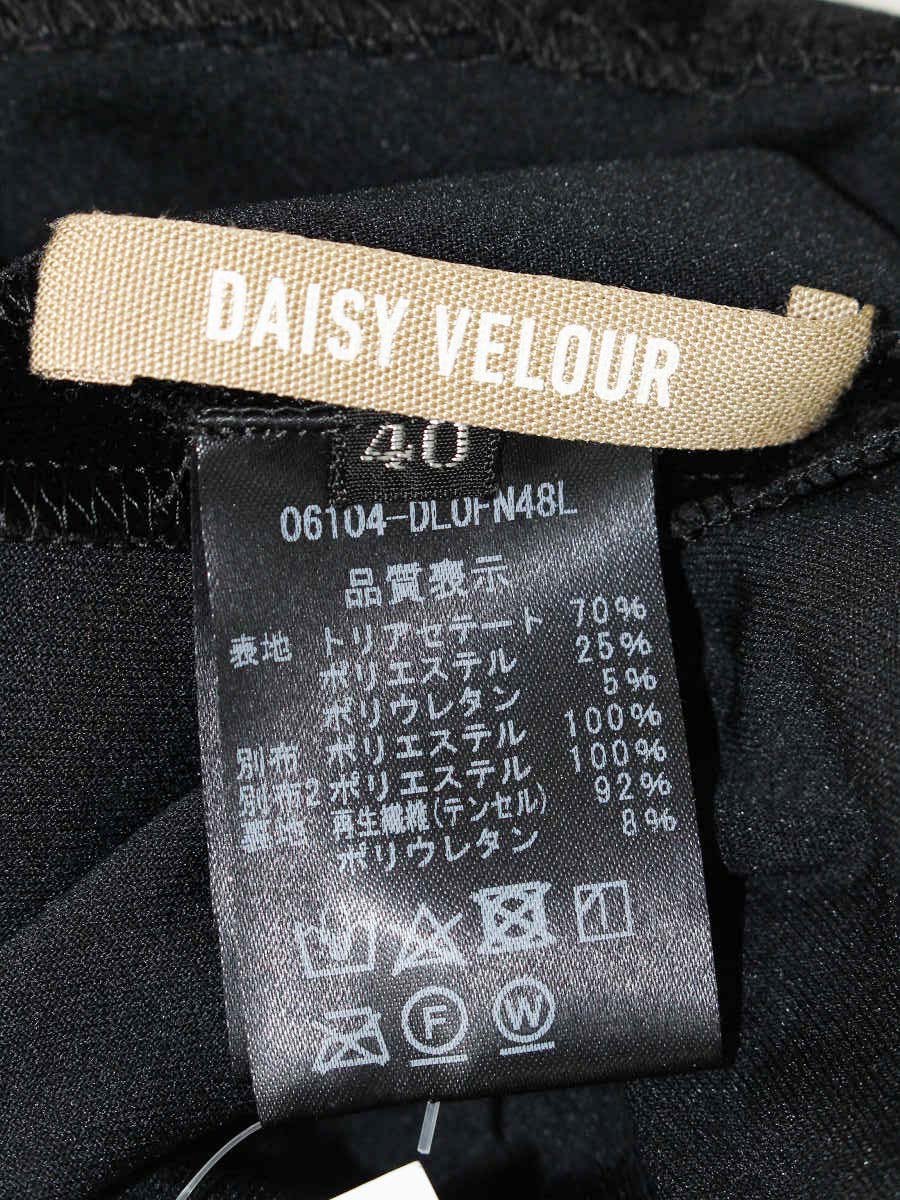 DAISY VELOUR
40
06104-DL0FN48L
品質表示
表地 トリアセテート 70%
ポリエステル 25%
ポリウレタン 5%
別布 ポリエステル 100%
別布2 ポリエステル 100%
裏地 再生繊維(テンセル) 92%
ポリウレタン 8%
F
W